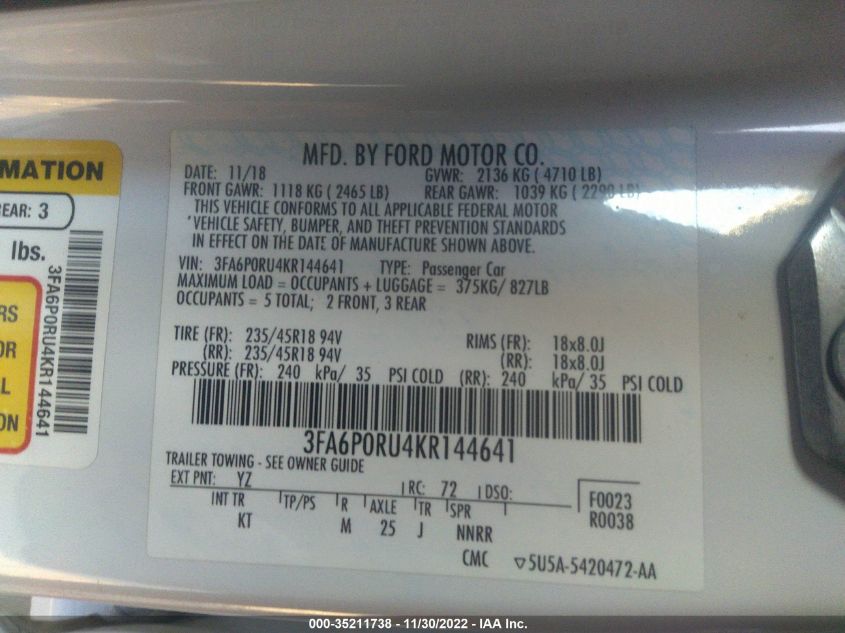 MATION
REAR: 3
lbs.
3FA6P0RU4KR144641
RS
OR
L
ON
MFD. BY FORD MOTOR CO.
DATE: 11/18 GVWR: 2136 KG ( 4710 LB)
FRONT GAWR: 1118 KG ( 2465 LB) REAR GAWR: 1039 KG ( 2290 LB)
THIS VEHICLE CONFORMS TO ALL APPLICABLE FEDERAL MOTOR
VEHICLE SAFETY, BUMPER, AND THEFT PREVENTION STANDARDS
IN EFFECT ON THE DATE OF MANUFACTURE SHOWN ABOVE.
VIN: 3FA6P0RU4KR144641 TYPE: Passenger Car
MAXIMUM LOAD = OCCUPANTS + LUGGAGE = 375KG/ 827LB
OCCUPANTS = 5 TOTAL; 2 FRONT, 3 REAR
TIRE (FR): 235/45R18 94V RIMS (FR): 18x8.0J
(RR): 235/45R18 94V (RR): 18x8.0J
PRESSURE (FR): 240 kPa/ 35 PSI COLD (RR): 240 kPa/ 35 PSI COLD
3FA6P0RU4KR144641
TRAILER TOWING - SEE OWNER GUIDE
EXT PNT: YZ RC: 72 DSO: F0023
INT TR TP/PS R AXLE TR SPR R0038
KT M 25 J NNRR
CMC ▽5U5A-5420472-AA
000-35211738 - 11/30/2022 - IAA Inc.